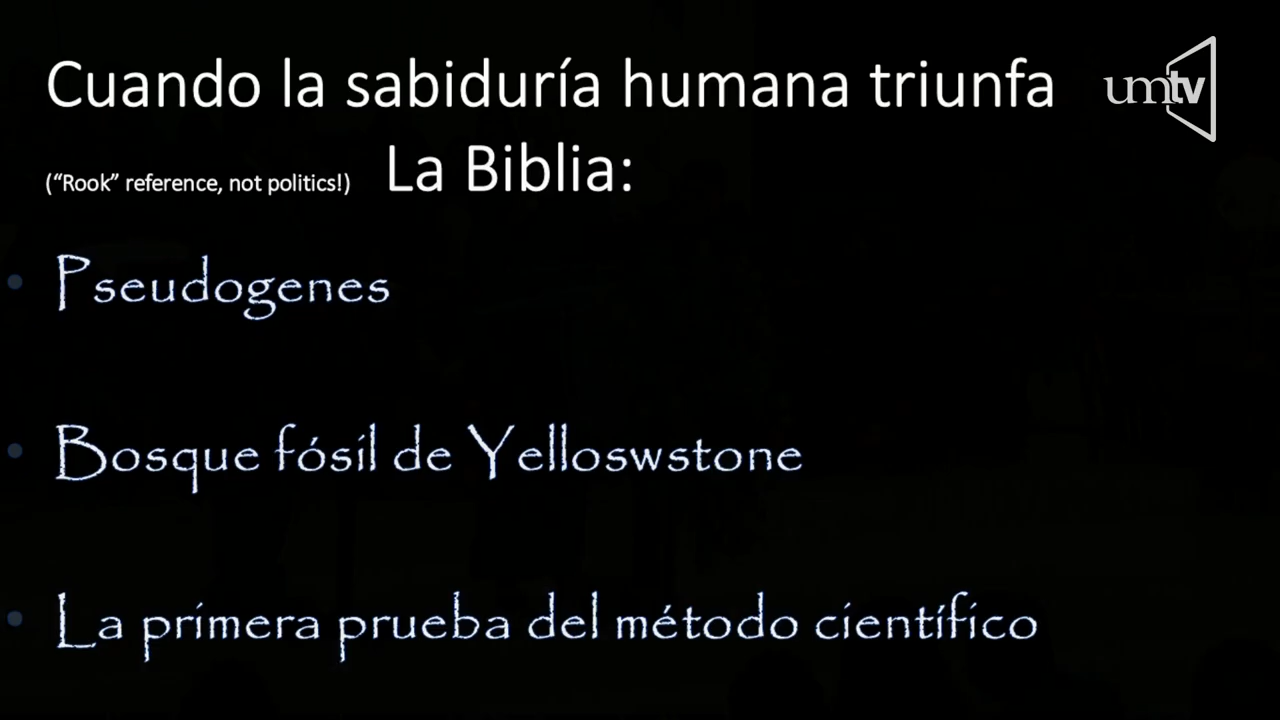 Cuando la sabiduría humana triunfa
umtv
("Rook" reference, not politics!) La Biblia:
• Pseudogenes
• Bosque fósil de Yelloswstone
• La primera prueba del método científico